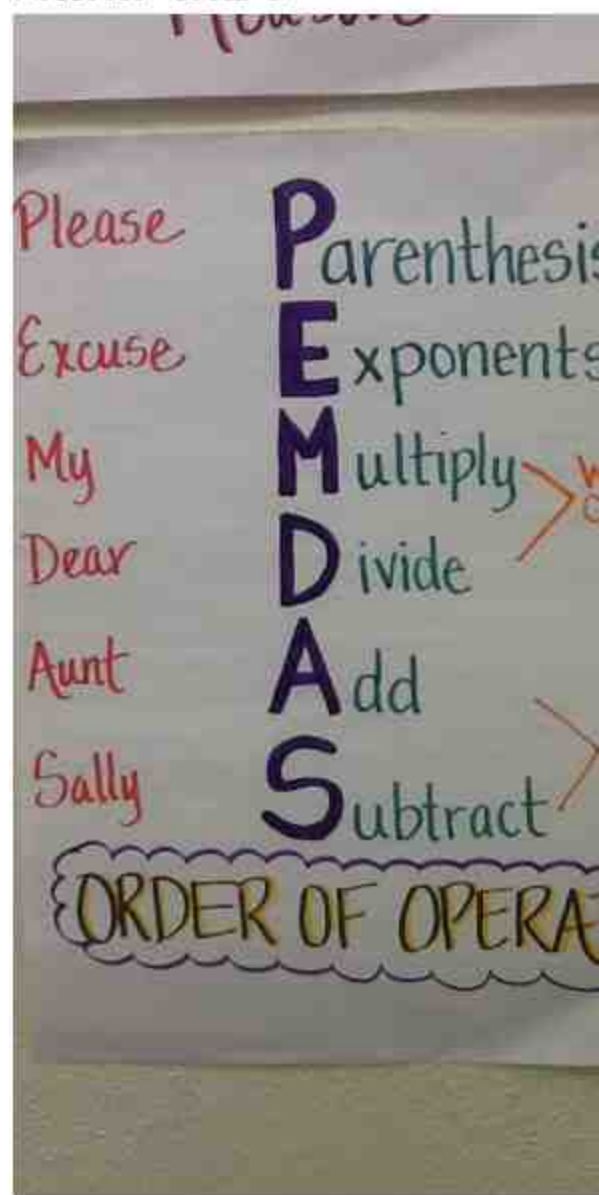 Please Parenthesis
Excuse Exponents
My Multiply
Dear Divide
Aunt Add
Sally Subtract
ORDER OF OPERA